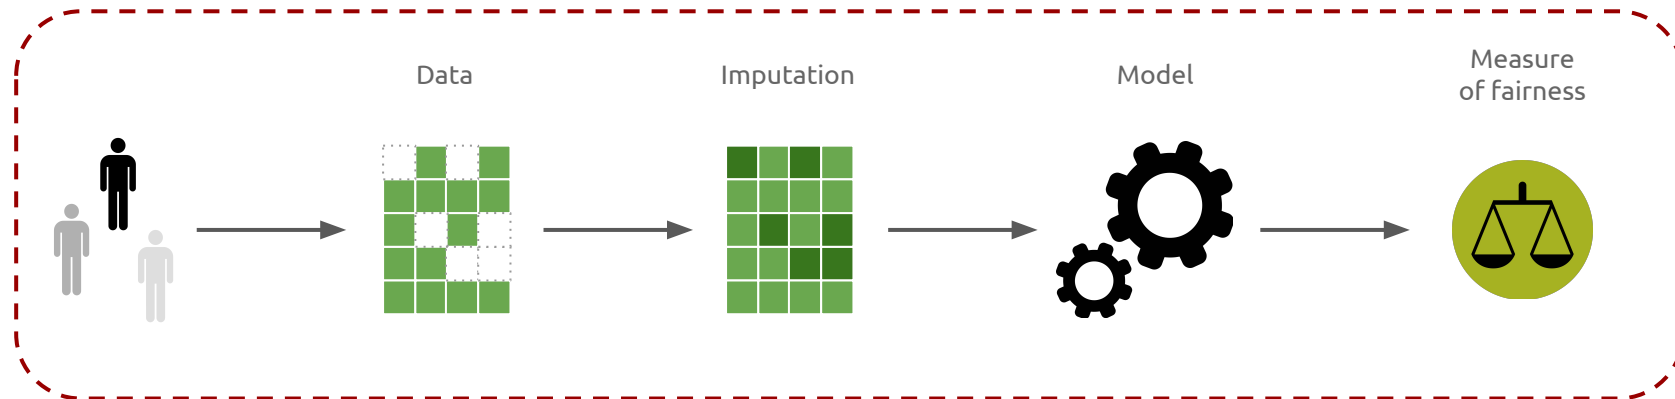 Data
Imputation
Model
Measure
of fairness